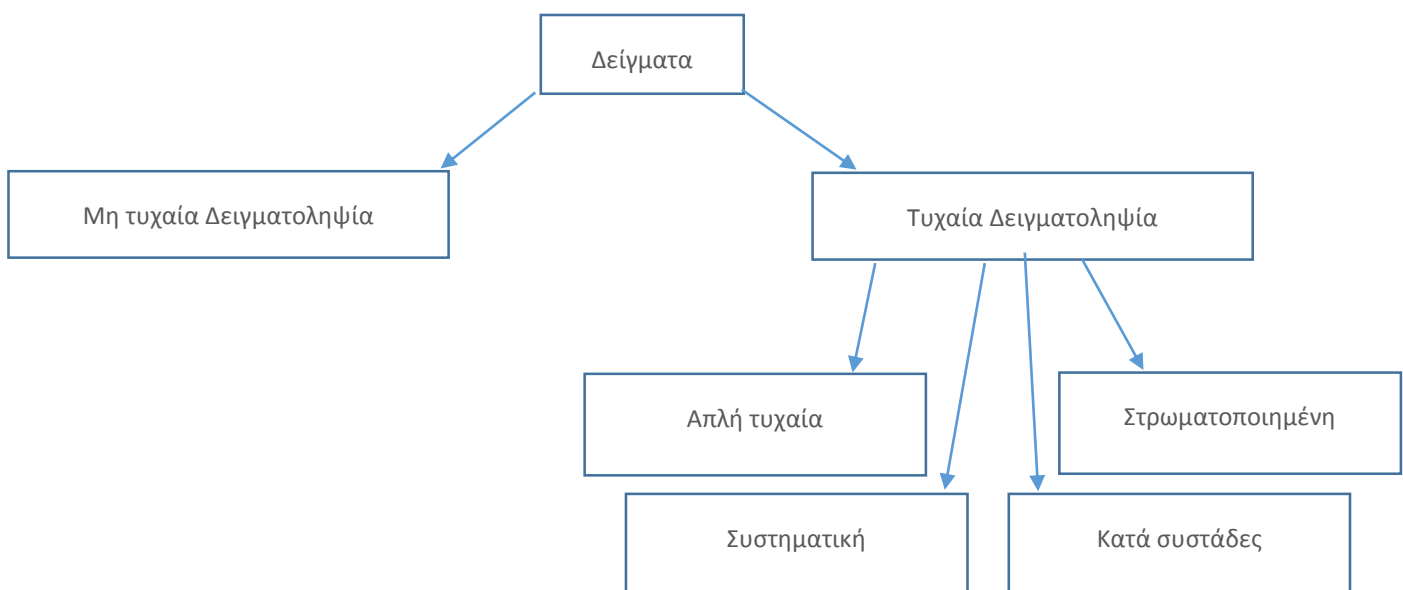 Δείγματα
Μη τυχαία Δειγματοληψία
Τυχαία Δειγματοληψία
Απλή τυχαία
Στρωματοποιημένη
Συστηματική
Κατά συστάδες